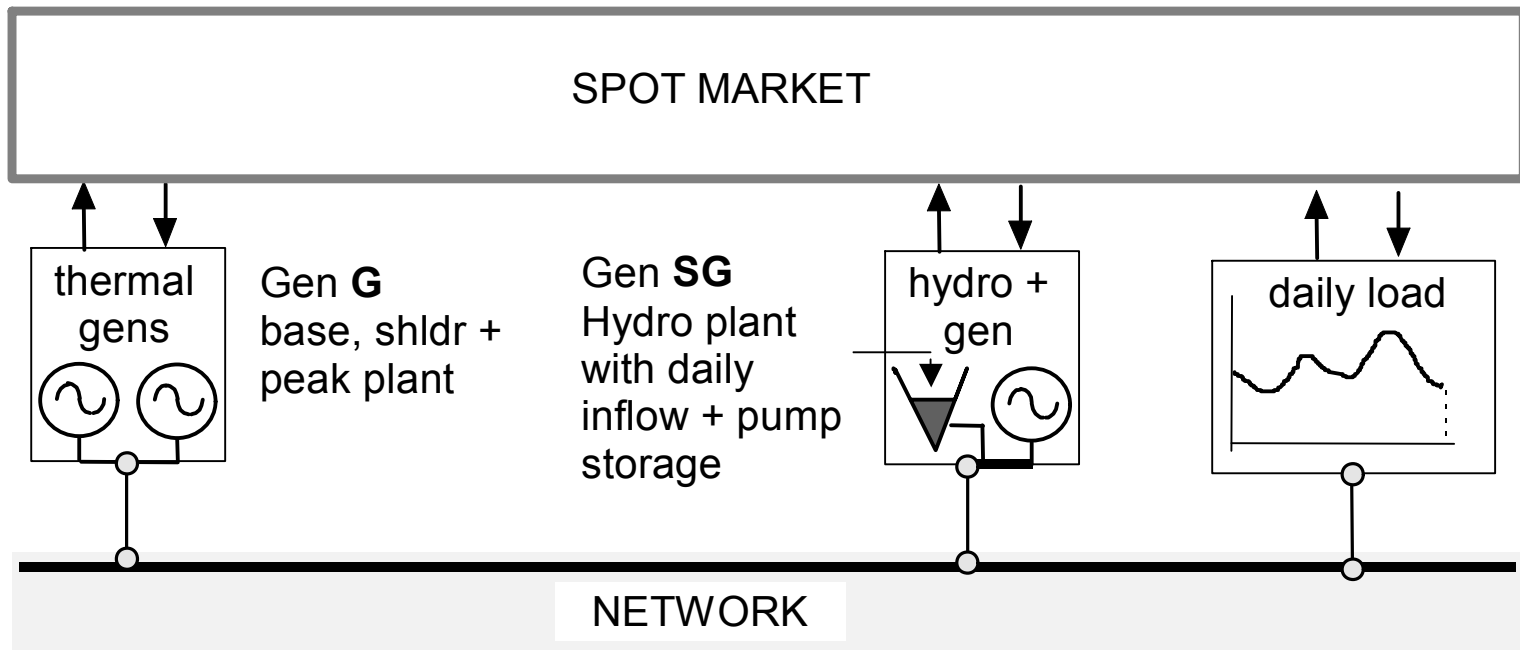 SPOT MARKET
thermal
gens
Gen G
base, shldr +
peak plant
Gen SG
Hydro plant
with daily
inflow + pump
storage
hydro +
gen
daily load
NETWORK